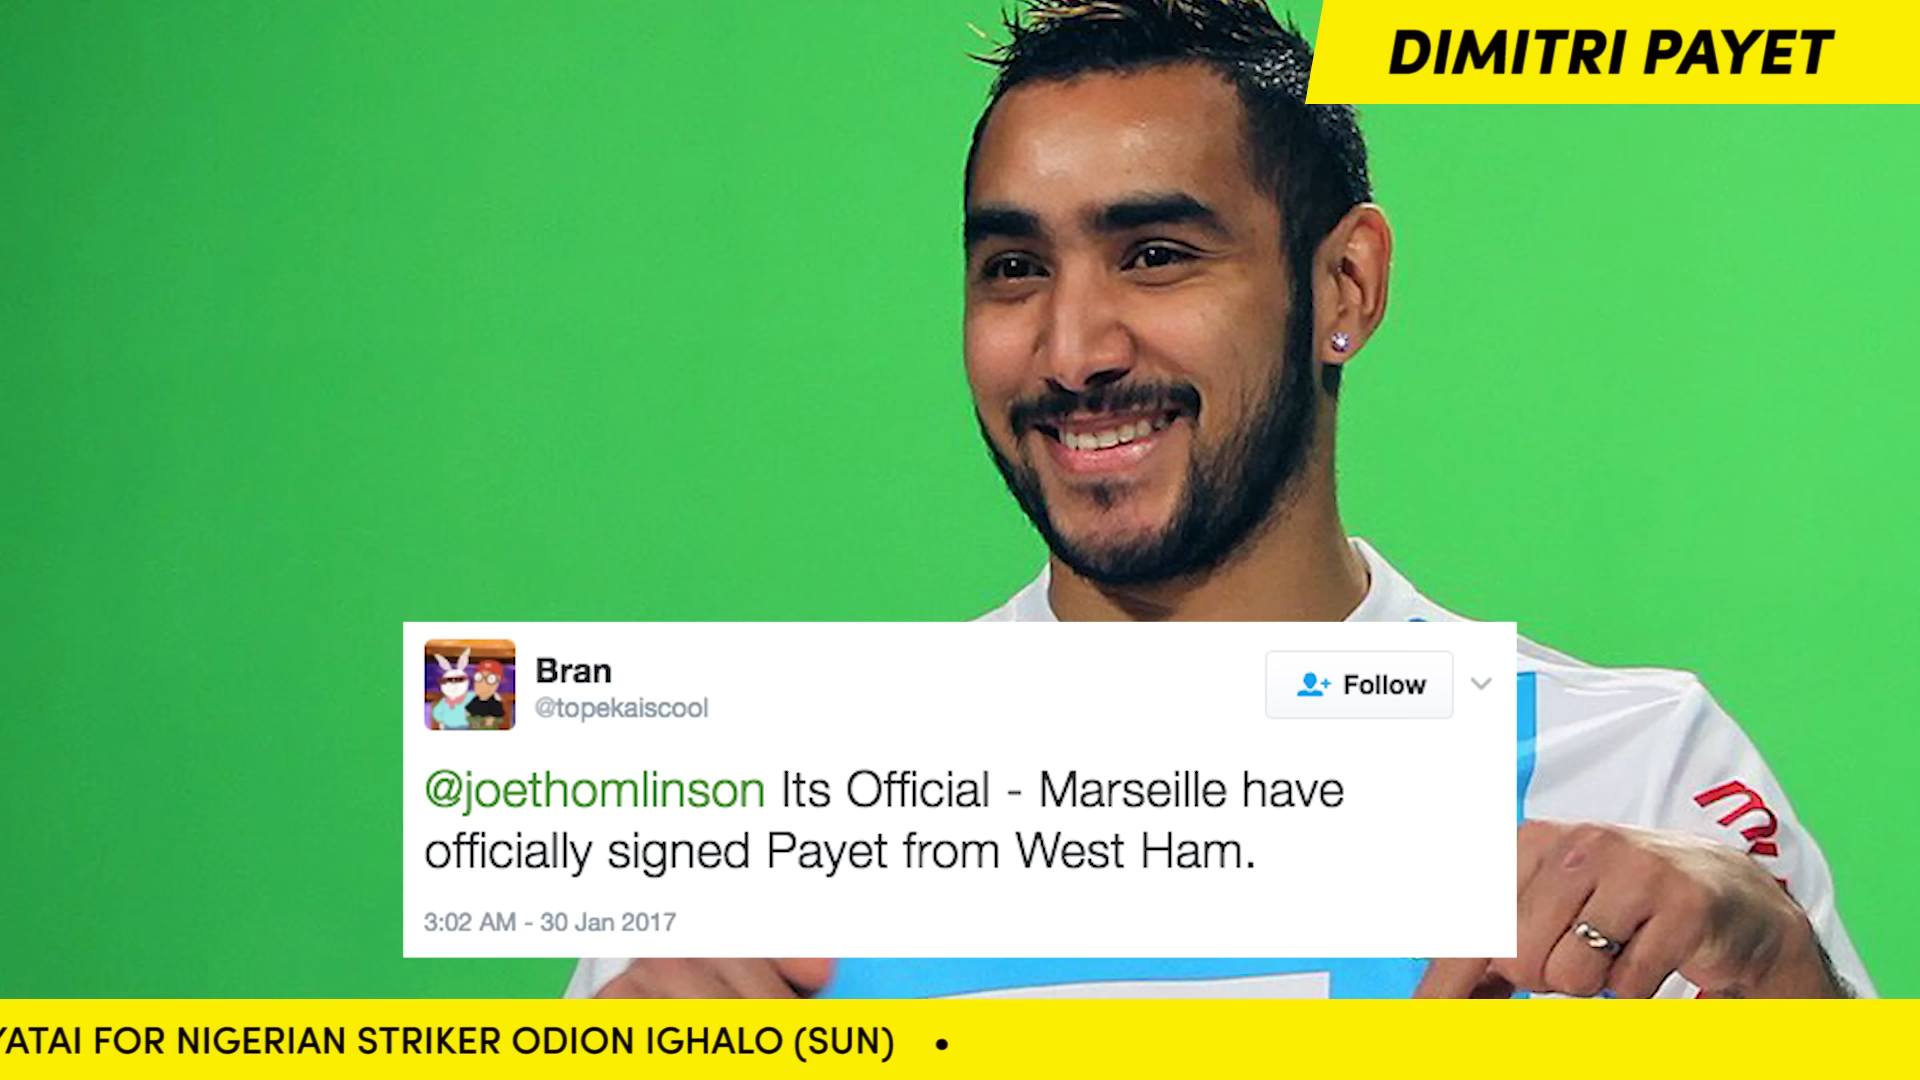 DIMITRI PAYET
Bran
@topekaiscool
Follow
@joethomlinson Its Official - Marseille have
officially signed Payet from West Ham.
3:02 AM - 30 Jan 2017
YATAI FOR NIGERIAN STRIKER ODION IGHALO (SUN) •